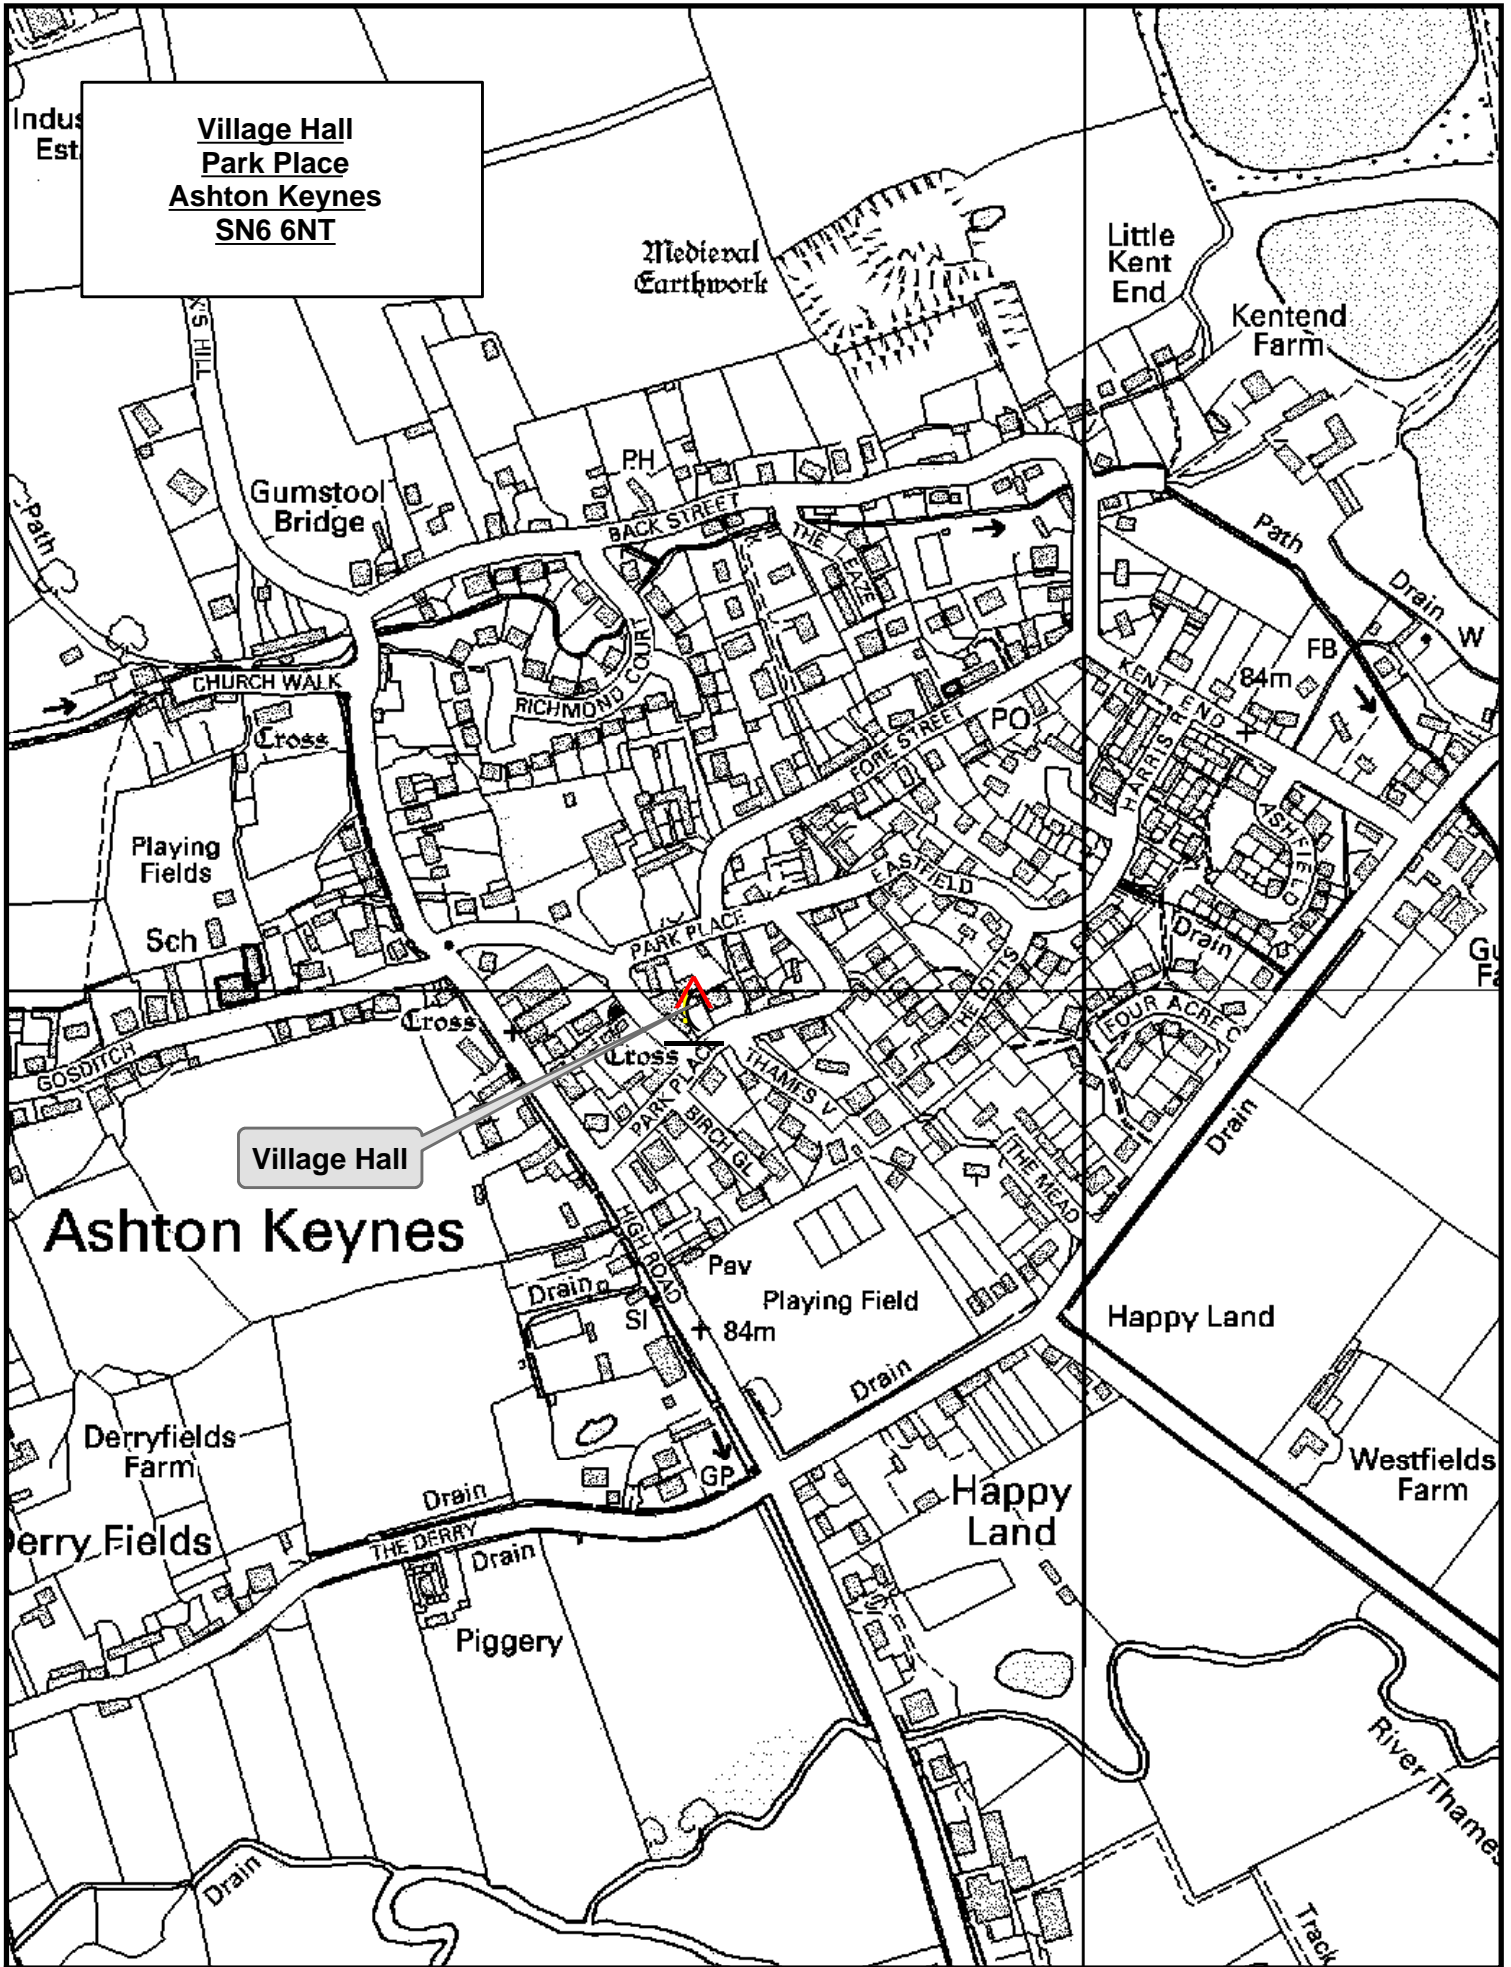 Indus
Est
Village Hall
Park Place
Ashton Keynes
SN6 6NT
Medieval
Earthwork
Little
Kent
End
Kentend
Farm
K'S HILL
PH
Gumstool
Bridge
BACK STREET
THE LEAZE
Path
Path
Drain
W
FB
CHURCH WALK
RICHMOND COURT
KENT END
84m
Cross
FORE STREET
PO
HARRIS R
ASHFIELD
Playing
Fields
EASTFIELD
Sch
PARK PLACE
Drain
Gu
Fa
THE DITTS
FOUR ACRE C
Cross
Cross
GOSDITCH
PARK PLACE
THAMES V
BIRCH GL
Drain
Village Hall
THE MEAD
Ashton Keynes
HIGH ROAD
Pav
Drain
Playing Field
Sl
84m
Happy Land
Drain
Derryfields
Farm
GP
Westfields
Farm
Drain
Happy
Land
Derry Fields
THE DERRY
Drain
Piggery
River Thames
Drain
Track